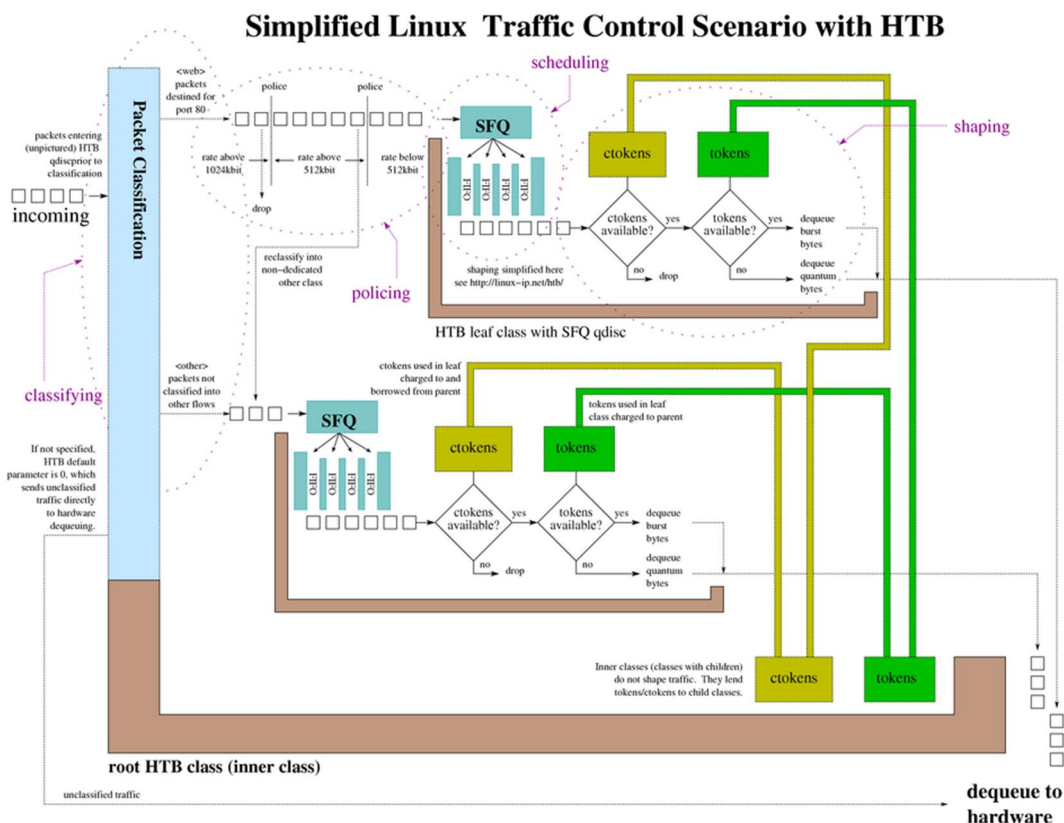 Simplified Linux Traffic Control Scenario with HTB
scheduling
shaping
policing
classifying
Packet Classification
packets entering
(unpictured) HTB
qdiscprior to
classification
incoming
<web>
packets
destined for
port 80
police
police
rate above
1024kbit
rate above
512kbit
rate below
512kbit
drop
reclassify into
non-dedicated
other class
SFQ
FIFO
FIFO
FIFO
FIFO
shaping simplified here
see http://linux-ip.net/htb/
ctokens
tokens
ctokens
available?
yes
tokens
available?
yes
no
drop
no
dequeue
burst
bytes
dequeue
quantum
bytes
HTB leaf class with SFQ qdisc
<other>
packets not
classified into
other flows
ctokens used in leaf
charged to and
borrowed from parent
tokens used in leaf
class charged to parent
SFQ
FIFO
FIFO
FIFO
FIFO
ctokens
tokens
ctokens
available?
yes
tokens
available?
yes
no
drop
no
dequeue
burst
bytes
dequeue
quantum
bytes
If not specified,
HTB default
parameter is 0, which
sends unclassified
traffic directly
to hardware
dequeuing.
Inner classes (classes with children)
do not shape traffic. They lend
tokens/ctokens to child classes.
ctokens
tokens
root HTB class (inner class)
unclassified traffic
dequeue to
hardware